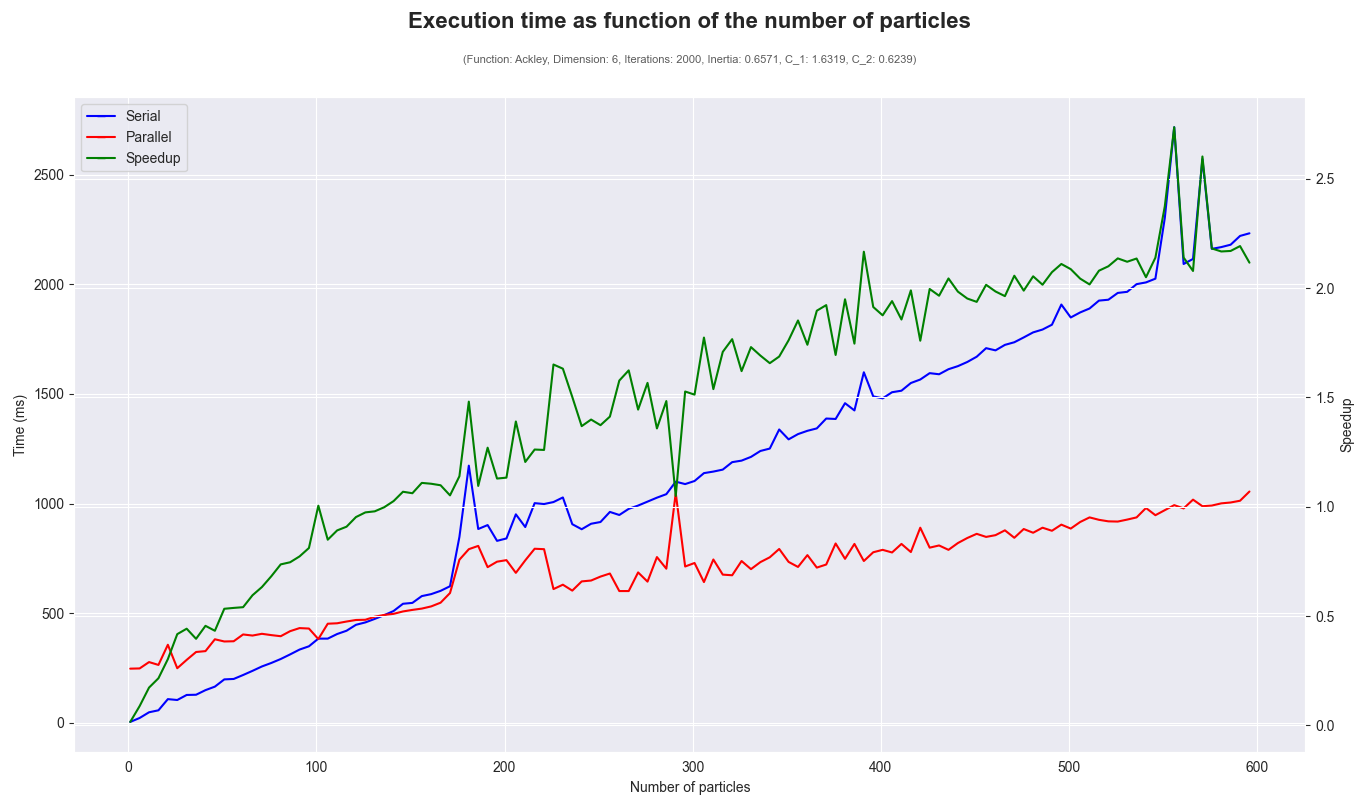 Execution time as function of the number of particles
(Function: Ackley, Dimension: 6, Iterations: 2000, Inertia: 0.6571, C_1: 1.6319, C_2: 0.6239)
Serial
Parallel
Speedup
2500
2000
1500
1000
500
0
Time (ms)
2.5
2.0
1.5
1.0
0.5
0.0
Speedup
0 100 200 300 400 500 600
Number of particles